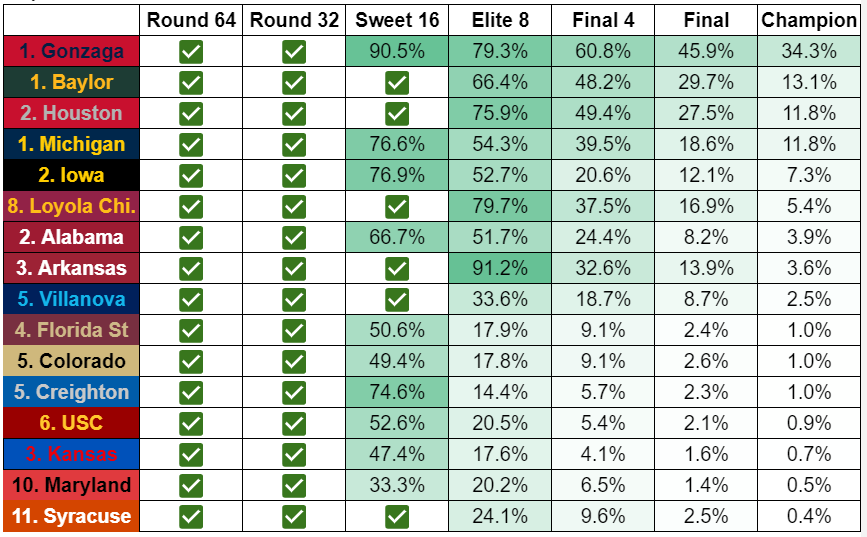 Round 64 Round 32 Sweet 16 Elite 8 Final 4 Final Champion
1. Gonzaga ✅ ✅ 90.5% 79.3% 60.8% 45.9% 34.3%
1. Baylor ✅ ✅ ✅ 66.4% 48.2% 29.7% 13.1%
2. Houston ✅ ✅ ✅ 75.9% 49.4% 27.5% 11.8%
1. Michigan ✅ ✅ 76.6% 54.3% 39.5% 18.6% 11.8%
2. Iowa ✅ ✅ 76.9% 52.7% 20.6% 12.1% 7.3%
8. Loyola Chi. ✅ ✅ ✅ 79.7% 37.5% 16.9% 5.4%
2. Alabama ✅ ✅ 66.7% 51.7% 24.4% 8.2% 3.9%
3. Arkansas ✅ ✅ ✅ 91.2% 32.6% 13.9% 3.6%
5. Villanova ✅ ✅ ✅ 33.6% 18.7% 8.7% 2.5%
4. Florida St ✅ ✅ 50.6% 17.9% 9.1% 2.4% 1.0%
5. Colorado ✅ ✅ 49.4% 17.8% 9.1% 2.6% 1.0%
5. Creighton ✅ ✅ 74.6% 14.4% 5.7% 2.3% 1.0%
6. USC ✅ ✅ 52.6% 20.5% 5.4% 2.1% 0.9%
3. Kansas ✅ ✅ 47.4% 17.6% 4.1% 1.6% 0.7%
10. Maryland ✅ ✅ 33.3% 20.2% 6.5% 1.4% 0.5%
11. Syracuse ✅ ✅ ✅ 24.1% 9.6% 2.5% 0.4%